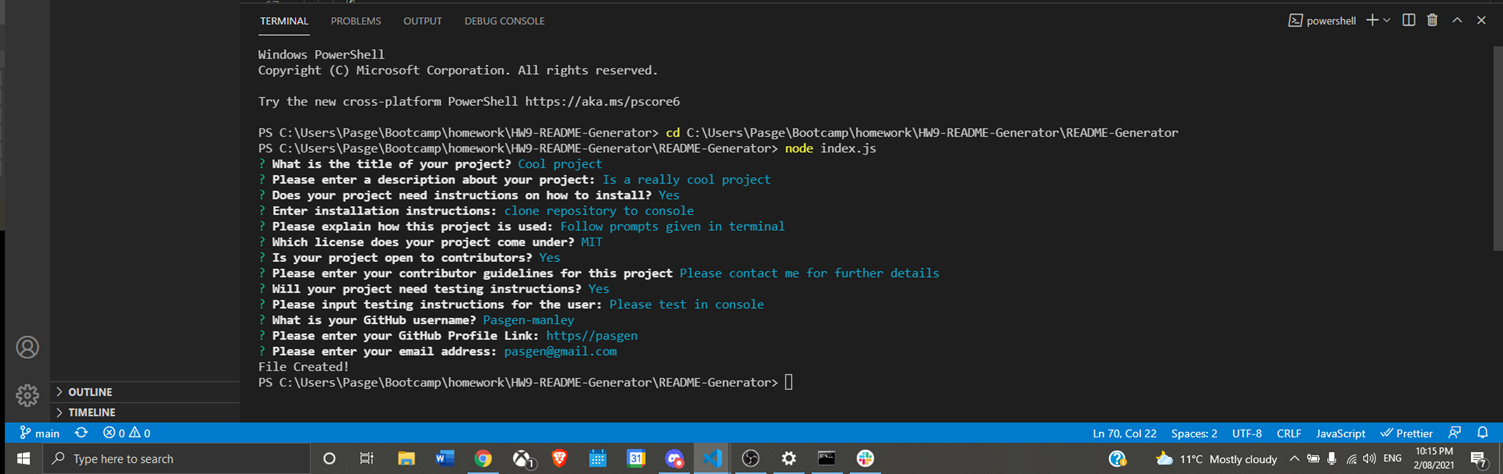 TERMINAL PROBLEMS OUTPUT DEBUG CONSOLE powershell
Windows PowerShell
Copyright (C) Microsoft Corporation. All rights reserved.
Try the new cross-platform PowerShell https://aka.ms/pscore6
PS C:\Users\Pasge\Bootcamp\homework\HW9-README-Generator> cd C:\Users\Pasge\Bootcamp\homework\HW9-README-Generator\README-Generator
PS C:\Users\Pasge\Bootcamp\homework\HW9-README-Generator\README-Generator> node index.js
? What is the title of your project? Cool project
? Please enter a description about your project: Is a really cool project
? Does your project need instructions on how to install? Yes
? Enter installation instructions: clone repository to console
? Please explain how this project is used: Follow prompts given in terminal
? Which license does your project come under? MIT
? Is your project open to contributors? Yes
? Please enter your contributor guidelines for this project Please contact me for further details
? Will your project need testing instructions? Yes
? Please input testing instructions for the user: Please test in console
? What is your GitHub username? Pasgen-manley
? Please enter your GitHub Profile Link: https//pasgen
? Please enter your email address: pasgen@gmail.com
File Created!
PS C:\Users\Pasge\Bootcamp\homework\HW9-README-Generator\README-Generator>
OUTLINE
TIMELINE
main 0 0 Ln 70, Col 22 Spaces: 2 UTF-8 CRLF JavaScript Prettier
Type here to search 1 31 11°C Mostly cloudy ENG 10:15 PM
2/08/2021 7